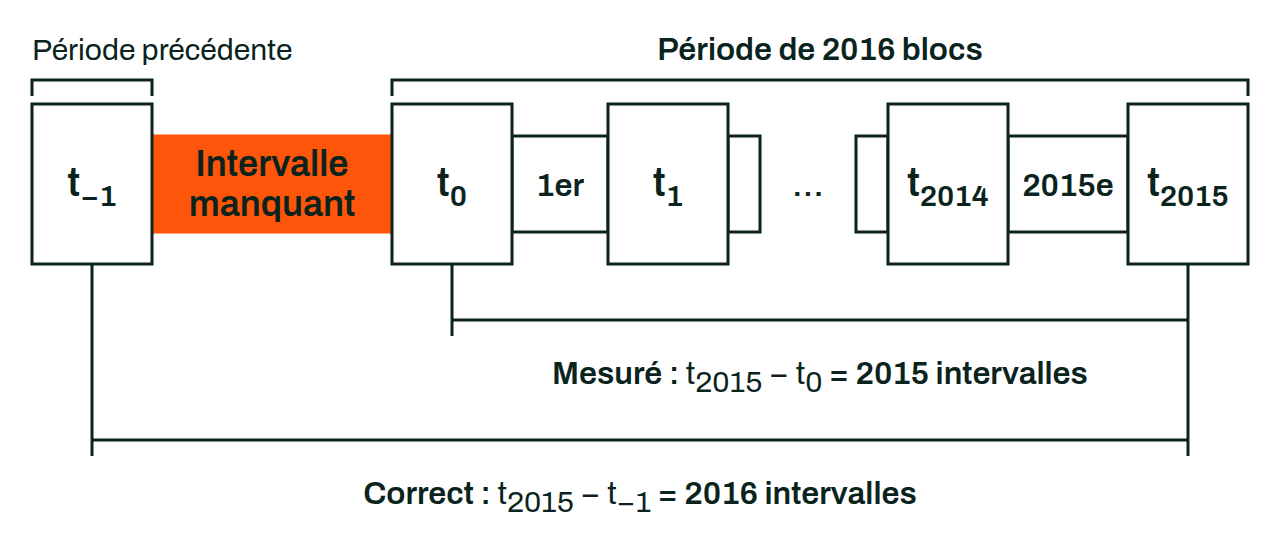 Période précédente
Période de 2016 blocs
t₋₁
Intervalle
manquant
t₀
1er
t₁
...
t₂₀₁₄
2015e
t₂₀₁₅
Mesuré : t₂₀₁₅ – t₀ = 2015 intervalles
Correct : t₂₀₁₅ – t₋₁ = 2016 intervalles